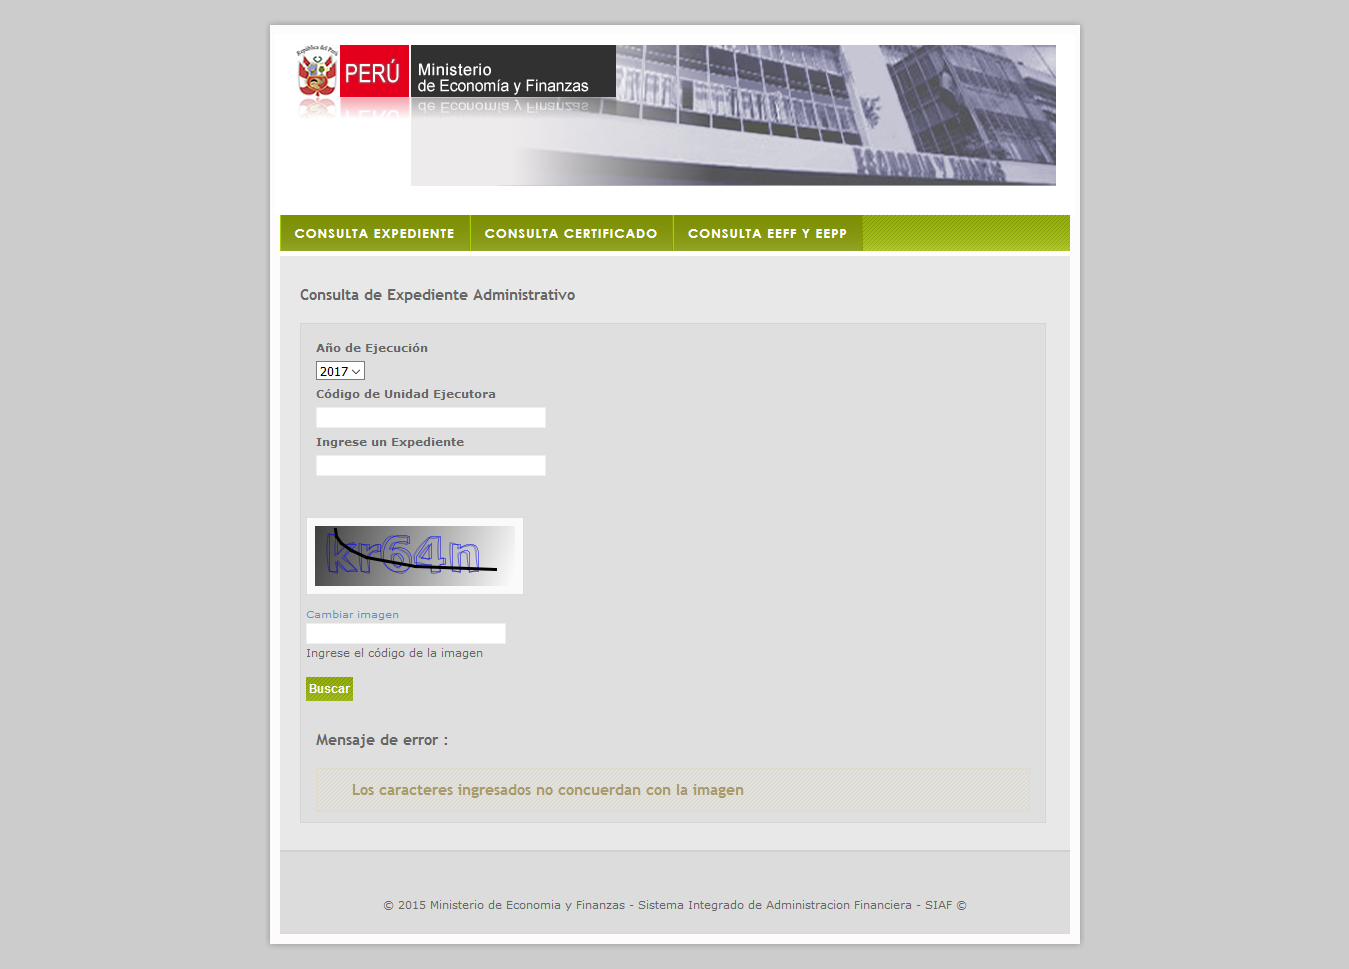 República del Perú
PERÚ
Ministerio
de Economía y Finanzas
CONSULTA EXPEDIENTE
CONSULTA CERTIFICADO
CONSULTA EEFF Y EEPP
Consulta de Expediente Administrativo
Año de Ejecución
2017
Código de Unidad Ejecutora
Ingrese un Expediente
kr64n
Cambiar imagen
Ingrese el código de la imagen
Buscar
Mensaje de error :
Los caracteres ingresados no concuerdan con la imagen
© 2015 Ministerio de Economia y Finanzas - Sistema Integrado de Administracion Financiera - SIAF ©